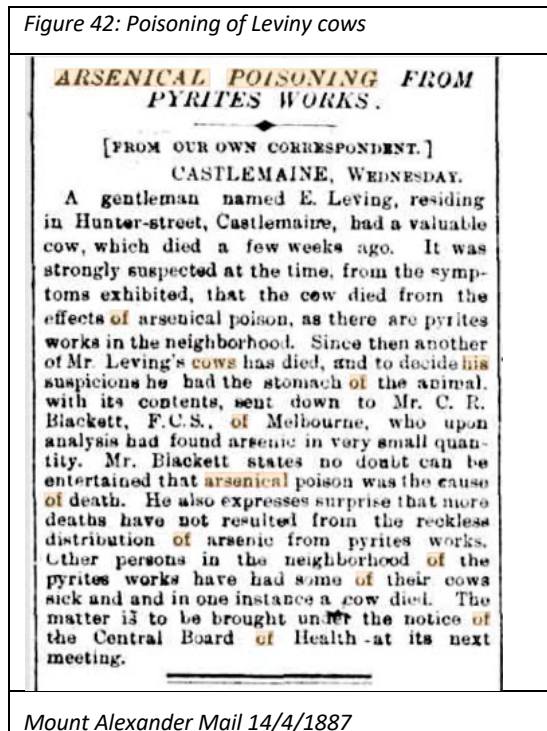 Figure 42: Poisoning of Leviny cows
ARSENICAL POISONING FROM
PYRITES WORKS.
[FROM OUR OWN CORRESPONDENT.]
CASTLEMAINE, WEDNESDAY.
A gentleman named E. Leving, residing
in Hunter-street, Castlemaine, had a valuable
cow, which died a few weeks ago. It was
strongly suspected at the time, from the symp-
toms exhibited, that the cow died from the
effects of arsenical poison, as there are pyrites
works in the neighborhood. Since then another
of Mr. Leving's cows has died, and to decide his
suspicions he had the stomach of the animal,
with its contents, sent down to Mr. C. R.
Blackett, F.C.S., of Melbourne, who upon
analysis had found arsenic in very small quan-
tity. Mr. Blackett states no doubt can be
entertained that arsenical poison was the cause
of death. He also expresses surprise that more
deaths have not resulted from the reckless
distribution of arsenic from pyrites works.
Other persons in the neighborhood of the
pyrites works have had some of their cows
sick and and in one instance a cow died. The
matter is to be brought under the notice of
the Central Board of Health at its next
meeting.
Mount Alexander Mail 14/4/1887